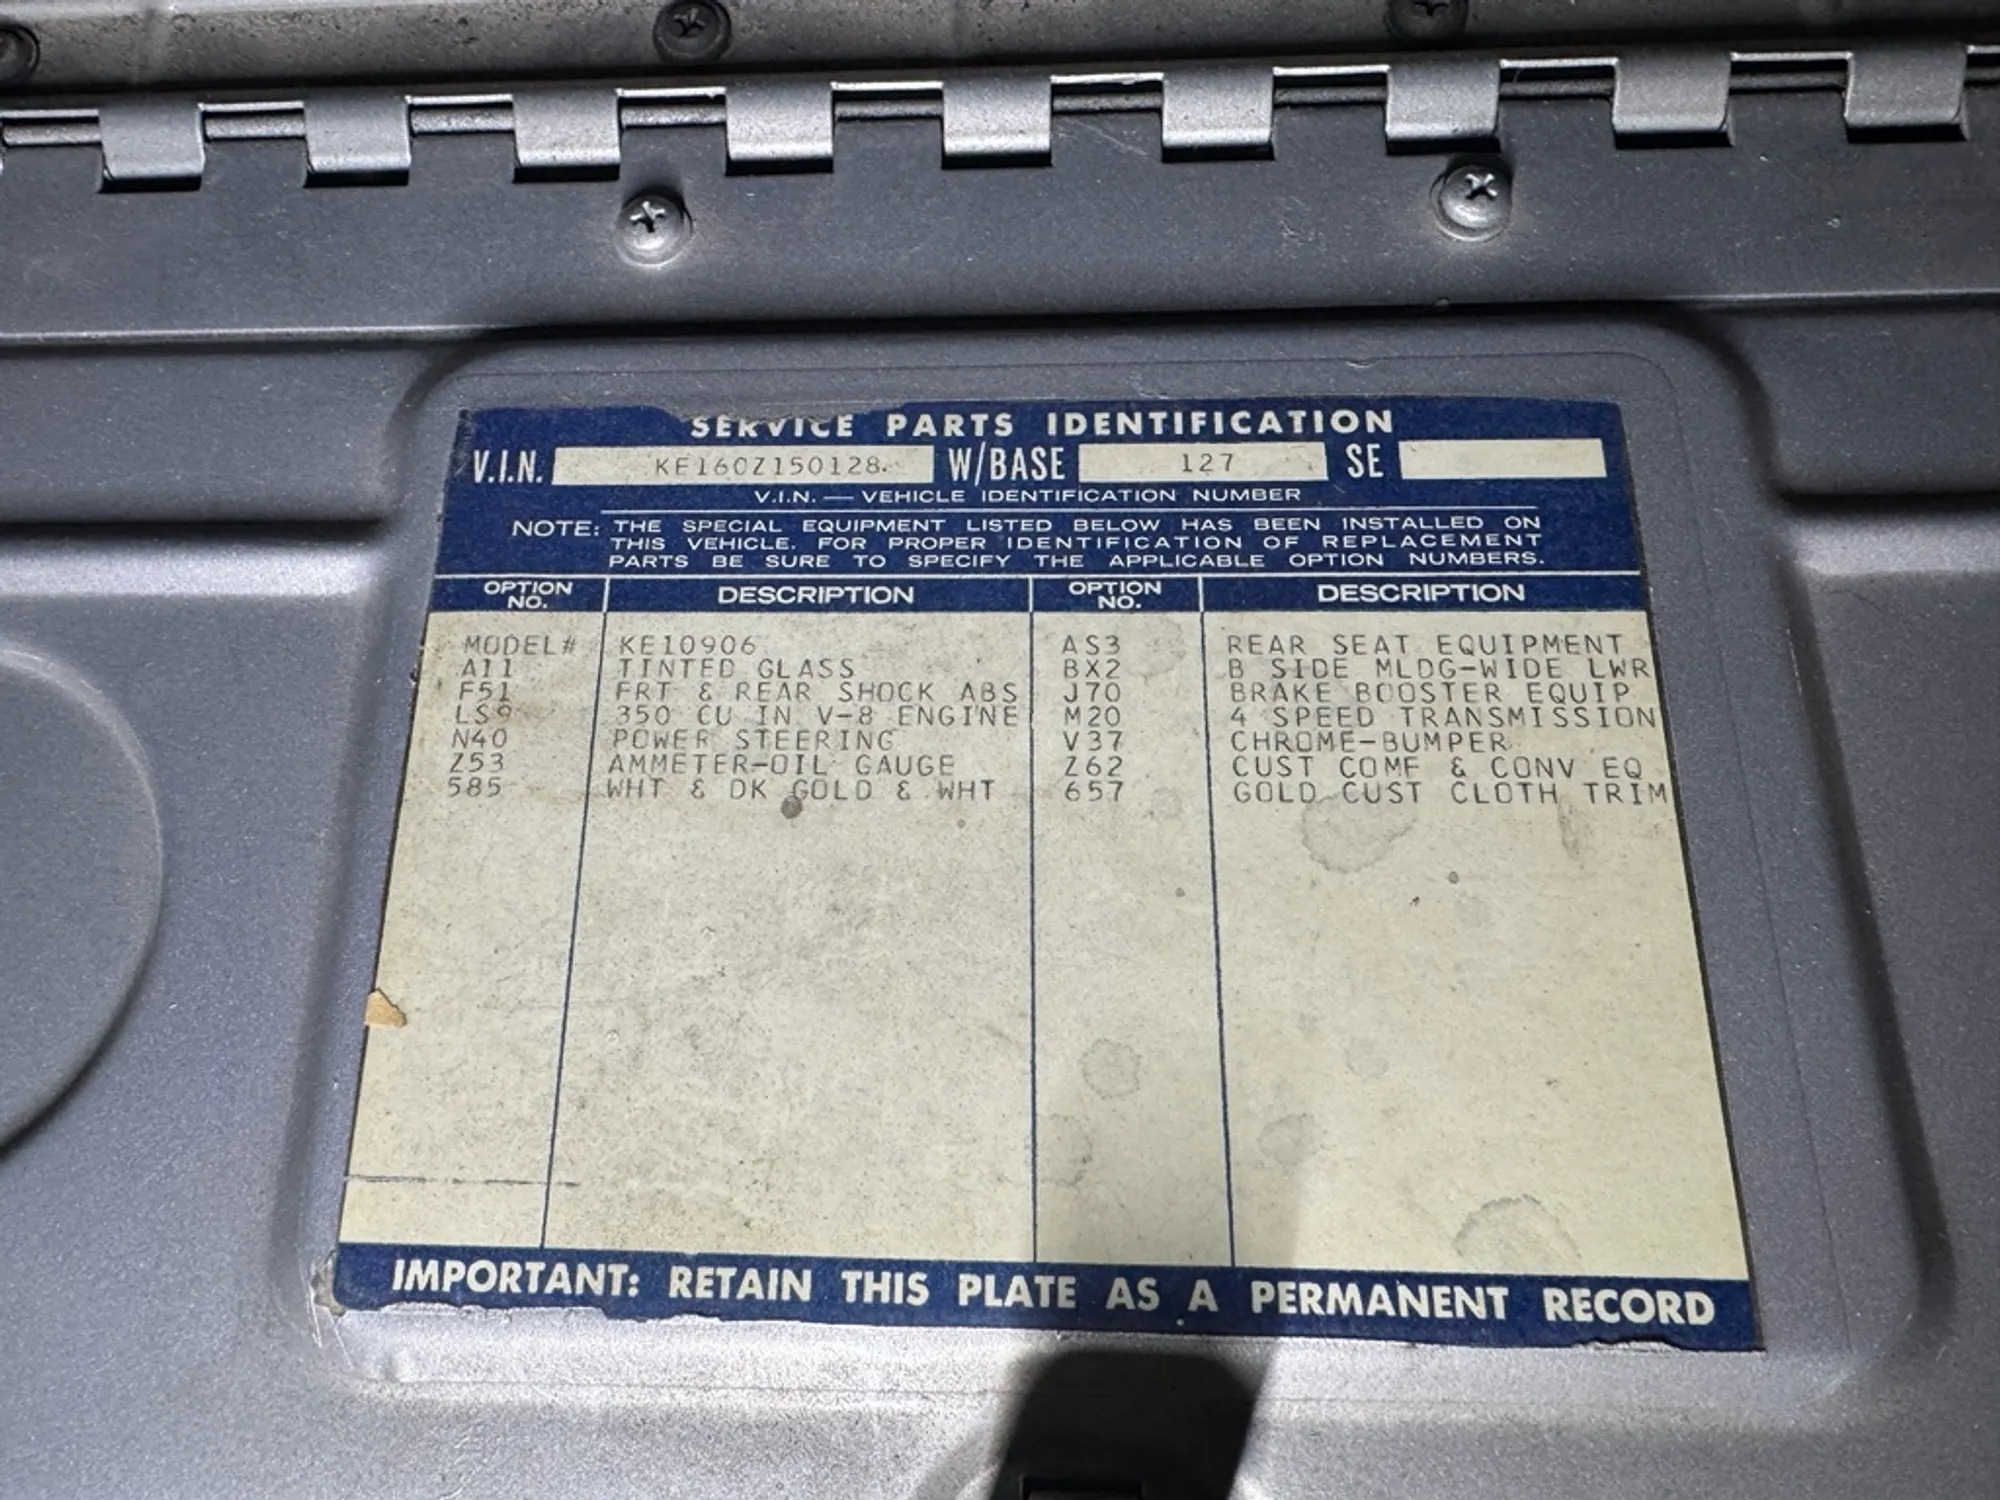 SERVICE PARTS IDENTIFICATION
V.I.N. KE160Z150128 W/BASE 127 SE
V.I.N. — VEHICLE IDENTIFICATION NUMBER
NOTE: THE SPECIAL EQUIPMENT LISTED BELOW HAS BEEN INSTALLED ON
THIS VEHICLE. FOR PROPER IDENTIFICATION OF REPLACEMENT
PARTS BE SURE TO SPECIFY THE APPLICABLE OPTION NUMBERS.
OPTION NO. DESCRIPTION OPTION NO. DESCRIPTION
MODEL# KE10906 AS3 REAR SEAT EQUIPMENT
A11 TINTED GLASS BX2 B SIDE MLDG-WIDE LWR
F51 FRT & REAR SHOCK ABS J70 BRAKE BOOSTER EQUIP
LS9 350 CU IN V-8 ENGINE M20 4 SPEED TRANSMISSION
N40 POWER STEERING V37 CHROME-BUMPER
Z53 AMMETER-OIL GAUGE Z62 CUST COMF & CONV EQ
585 WHT & DK GOLD & WHT 657 GOLD CUST CLOTH TRIM
IMPORTANT: RETAIN THIS PLATE AS A PERMANENT RECORD